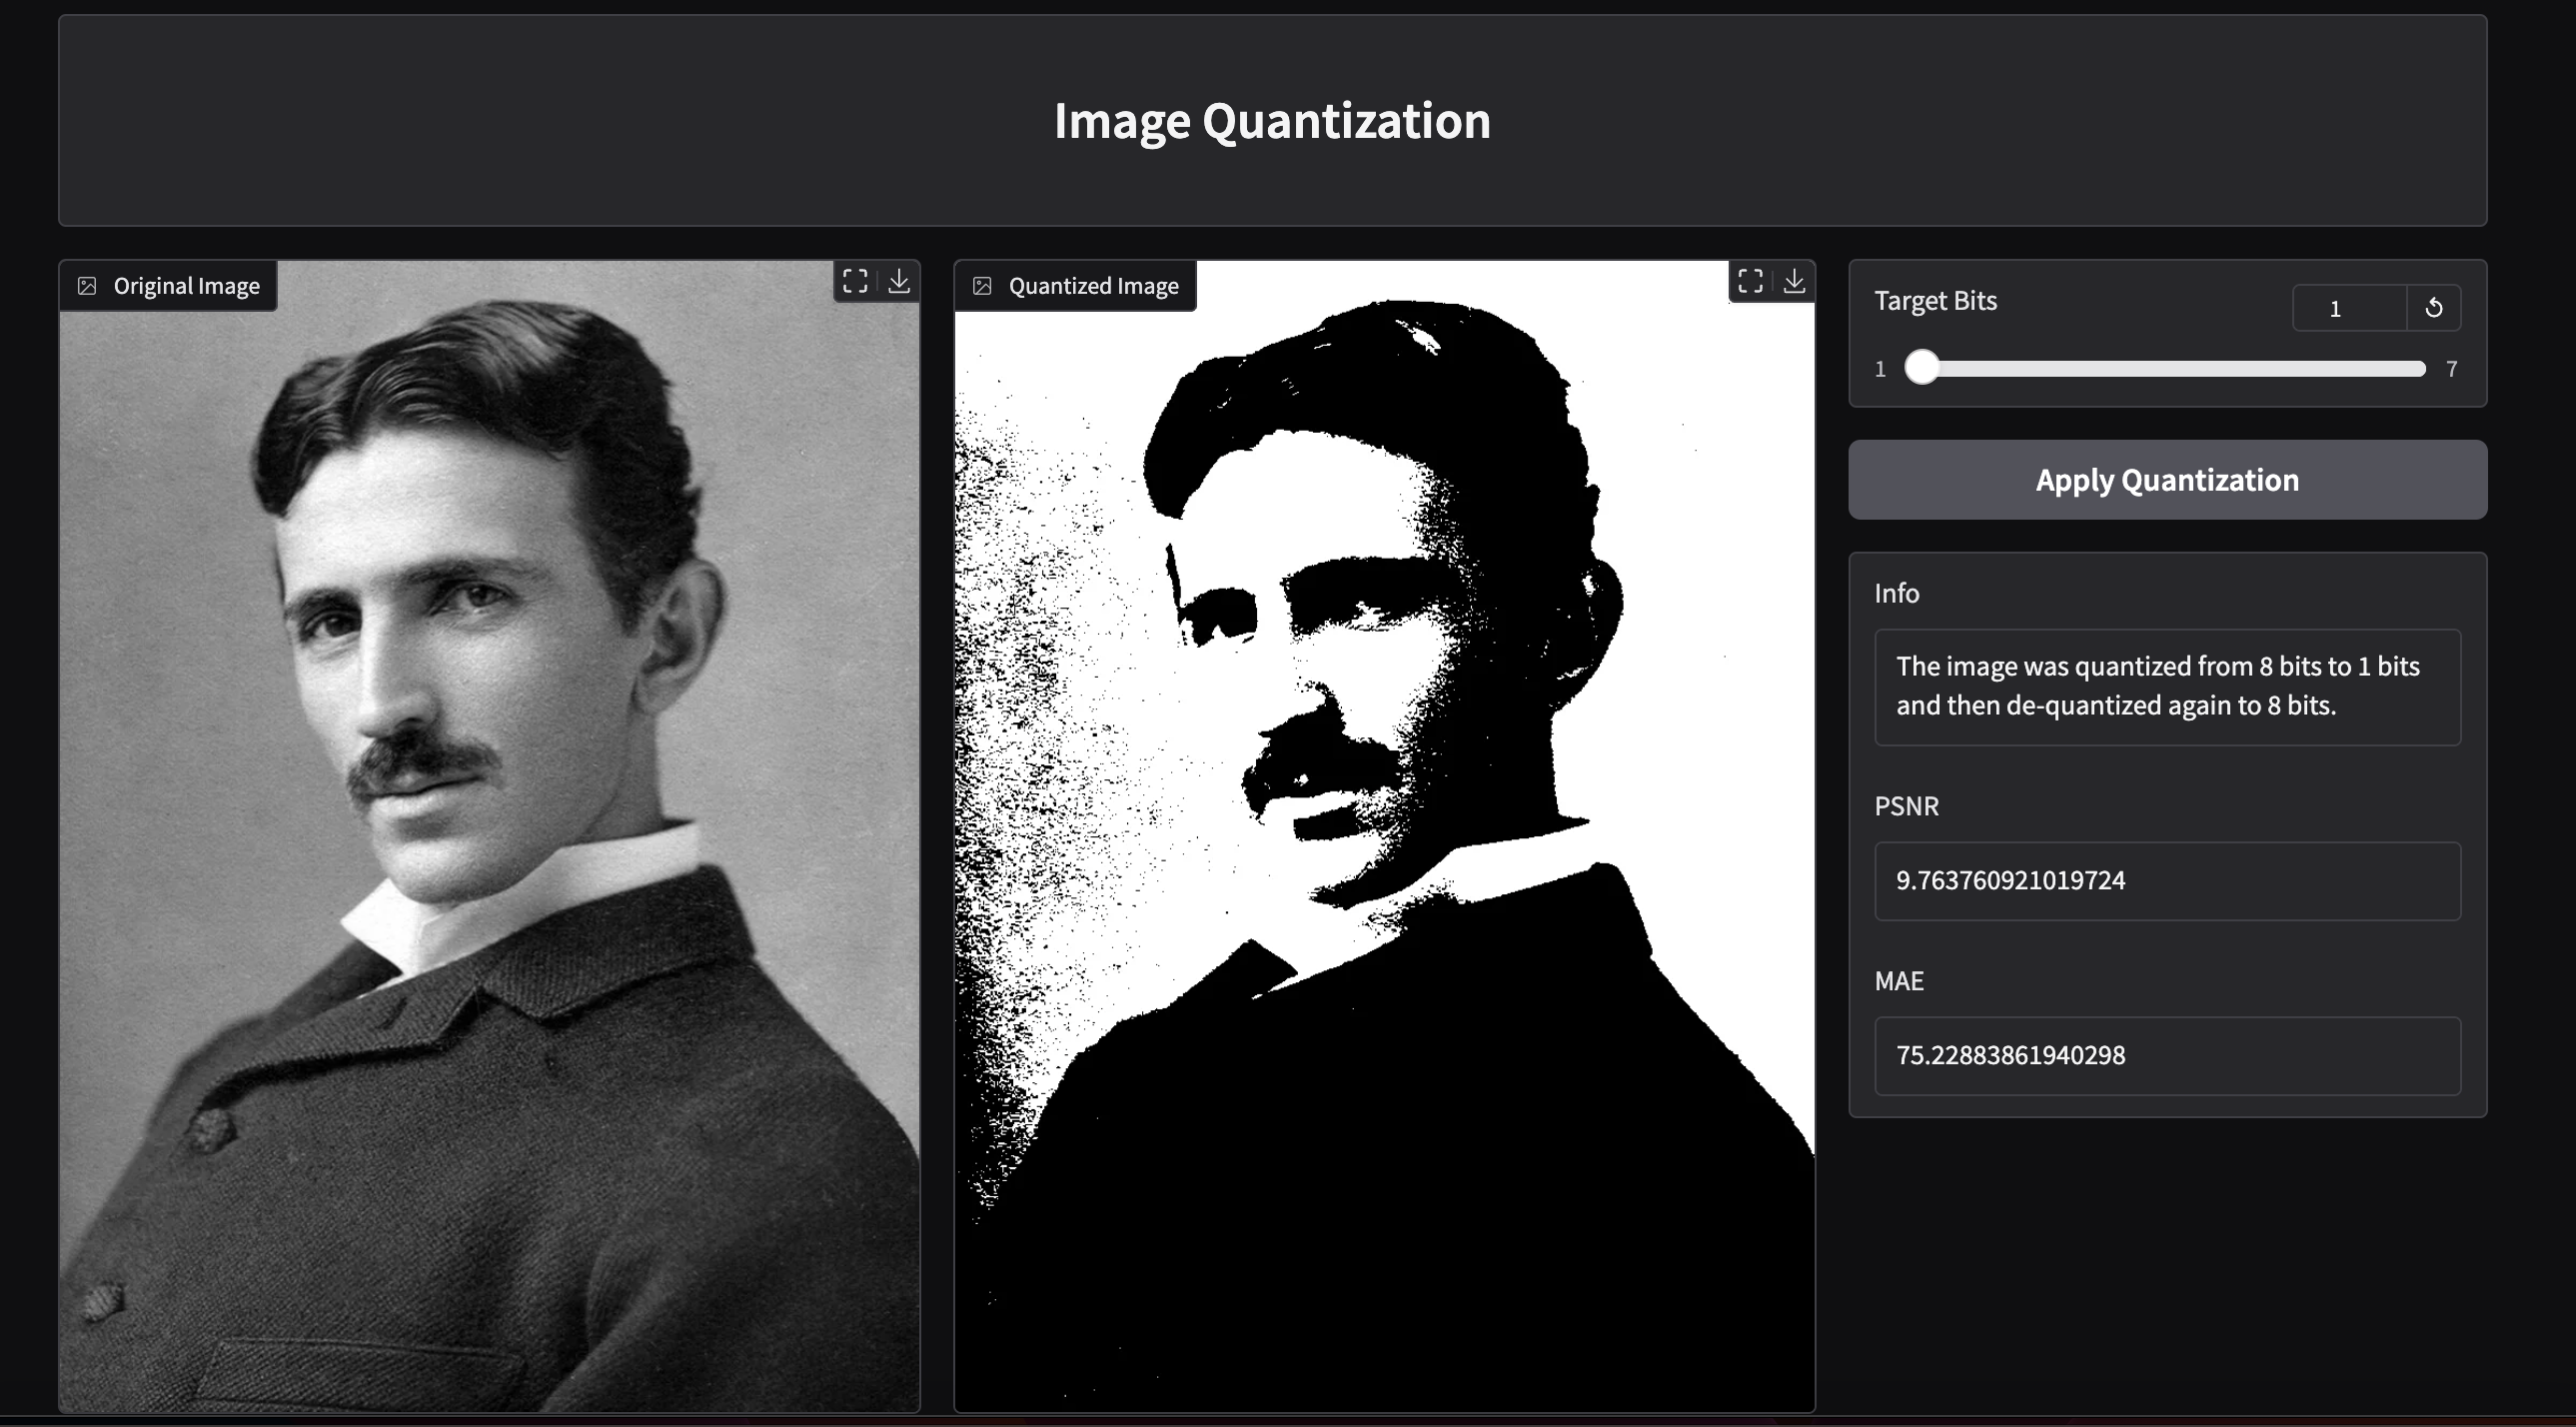 Image Quantization
Original Image
Quantized Image
Target Bits
1
1
7
Apply Quantization
Info
The image was quantized from 8 bits to 1 bits
and then de-quantized again to 8 bits.
PSNR
9.763760921019724
MAE
75.22883861940298